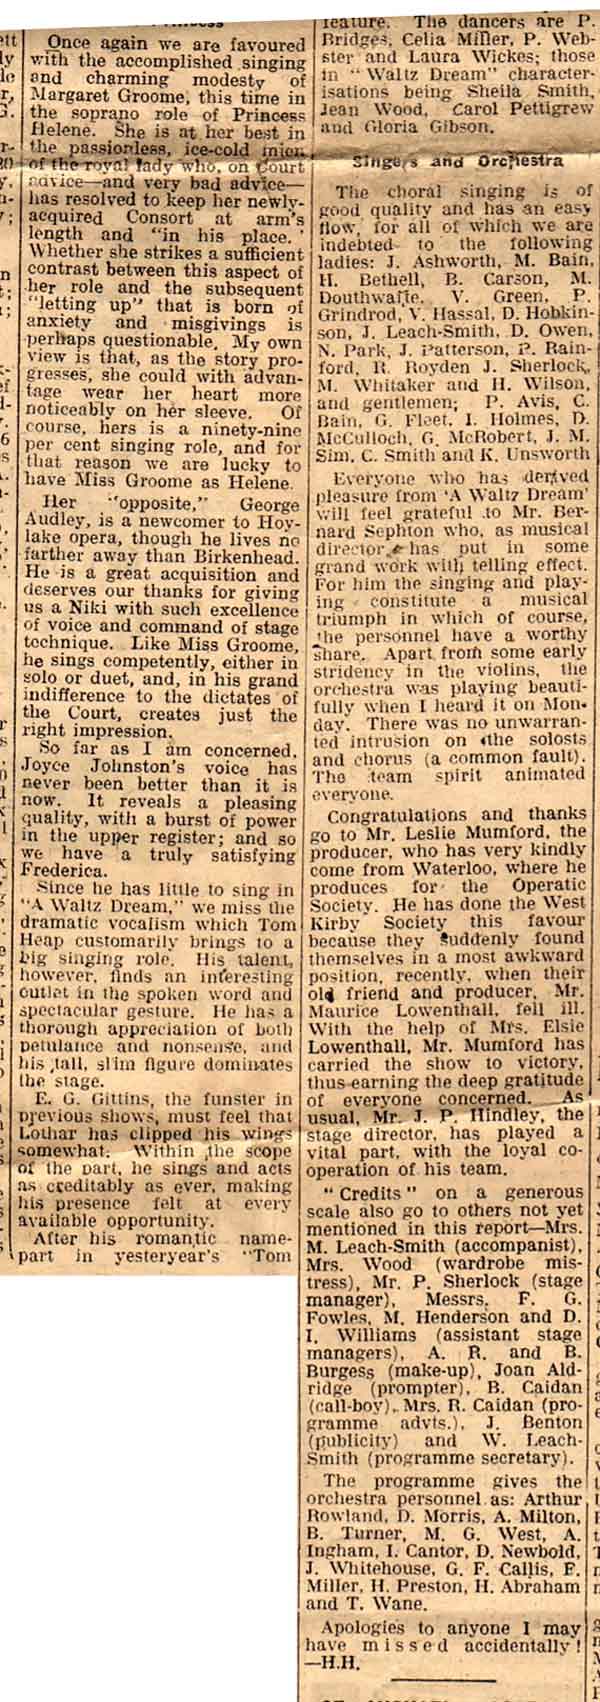 Princess
Once again we are favoured
with the accomplished singing
and charming modesty of
Margaret Groome, this time in
the soprano role of Princess
Helene. She is at her best in
the passionless, ice-cold mien
of the royal lady who, on Court
advice—and very bad advice—
has resolved to keep her newly-
acquired Consort at arm's
length and "in his place.'
Whether she strikes a sufficient
contrast between this aspect of
her role and the subsequent
"letting up" that is born of
anxiety and misgivings is
perhaps questionable. My own
view is that, as the story pro-
gresses, she could with advan-
tage wear her heart more
noticeably on her sleeve. Of
course, hers is a ninety-nine
per cent singing role, and for
that reason we are lucky to
have Miss Groome as Helene.
Her "opposite," George
Audley, is a newcomer to Hoy-
lake opera, though he lives no
farther away than Birkenhead.
He is a great acquisition and
deserves our thanks for giving
us a Niki with such excellence
of voice and command of stage
technique. Like Miss Groome,
he sings competently, either in
solo or duet, and, in his grand
indifference to the dictates of
the Court, creates just the
right impression.
So far as I am concerned,
Joyce Johnston's voice has
never been better than it is
now. It reveals a pleasing
quality, with a burst of power
in the upper register; and so
we have a truly satisfying
Frederica.
Since he has little to sing in
"A Waltz Dream," we miss the
dramatic vocalism which Tom
Heap customarily brings to a
big singing role. His talent,
however, finds an interesting
outlet in the spoken word and
spectacular gesture. He has a
thorough appreciation of both
petulance and nonsense, and
his tall, slim figure dominates
the stage.
E. G. Gittins, the funster in
previous shows, must feel that
Lothar has clipped his wings
somewhat. Within the scope
of the part, he sings and acts
as creditably as ever, making
his presence felt at every
available opportunity.
After his romantic name-
part in yesteryear's "Tom
feature. The dancers are P.
Bridges, Celia Miller, P. Web-
ster and Laura Wickes; those
in "Waltz Dream" character-
isations being Sheila Smith,
Jean Wood, Carol Pettigrew
and Gloria Gibson.
Singers and Orchestra
The choral singing is of
good quality and has an easy
flow, for all of which we are
indebted to the following
ladies: J. Ashworth, M. Bain,
H. Bethell, B. Carson, M.
Douthwaite, V. Green, P.
Grindrod, V. Hassal, D. Hobkin-
son, J. Leach-Smith, D. Owen,
N. Park, J. Patterson, P. Rain-
ford, R. Royden J. Sherlock,
M. Whitaker and H. Wilson,
and gentlemen; P. Avis, C.
Bain, G. Fleet, I. Holmes, D.
McCulloch, G. McRobert, J. M.
Sim, C. Smith and K. Unsworth
Everyone who has derived
pleasure from 'A Waltz Dream'
will feel grateful to Mr. Ber-
nard Sephton who, as musical
director, has put in some
grand work with telling effect.
For him the singing and play-
ing constitute a musical
triumph in which of course,
the personnel have a worthy
share. Apart from some early
stridency in the violins, the
orchestra was playing beauti-
fully when I heard it on Mon-
day. There was no unwarran-
ted intrusion on the solosts
and chorus (a common fault).
The team spirit animated
everyone.
Congratulations and thanks
go to Mr. Leslie Mumford, the
producer, who has very kindly
come from Waterloo, where he
produces for the Operatic
Society. He has done the West
Kirby Society this favour
because they suddenly found
themselves in a most awkward
position, recently, when their
old friend and producer, Mr.
Maurice Lowenthall, fell ill.
With the help of Mrs. Elsie
Lowenthall, Mr. Mumford has
carried the show to victory,
thus earning the deep gratitude
of everyone concerned. As
usual, Mr. J. P. Hindley, the
stage director, has played a
vital part, with the loyal co-
operation of his team.
"Credits" on a generous
scale also go to others not yet
mentioned in this report—Mrs.
M. Leach-Smith (accompanist),
Mrs. Wood (wardrobe mis-
tress), Mr. P. Sherlock (stage
manager), Messrs. F. G.
Fowles, M. Henderson and D.
I. Williams (assistant stage
managers), A. R. and B.
Burgess (make-up), Joan Ald-
ridge (prompter), B. Caidan
(call-boy), Mrs. R. Caidan (pro-
gramme advts.), J. Benton
(publicity) and W. Leach-
Smith (programme secretary).
The programme gives the
orchestra personnel as: Arthur
Rowland, D. Morris, A. Milton,
B. Turner, M. G. West, A.
Ingham, I. Cantor, D. Newbold,
J. Whitehouse, G. F. Callis, F.
Miller, H. Preston, H. Abraham
and T. Wane.
Apologies to anyone I may
have missed accidentally!
—H.H.